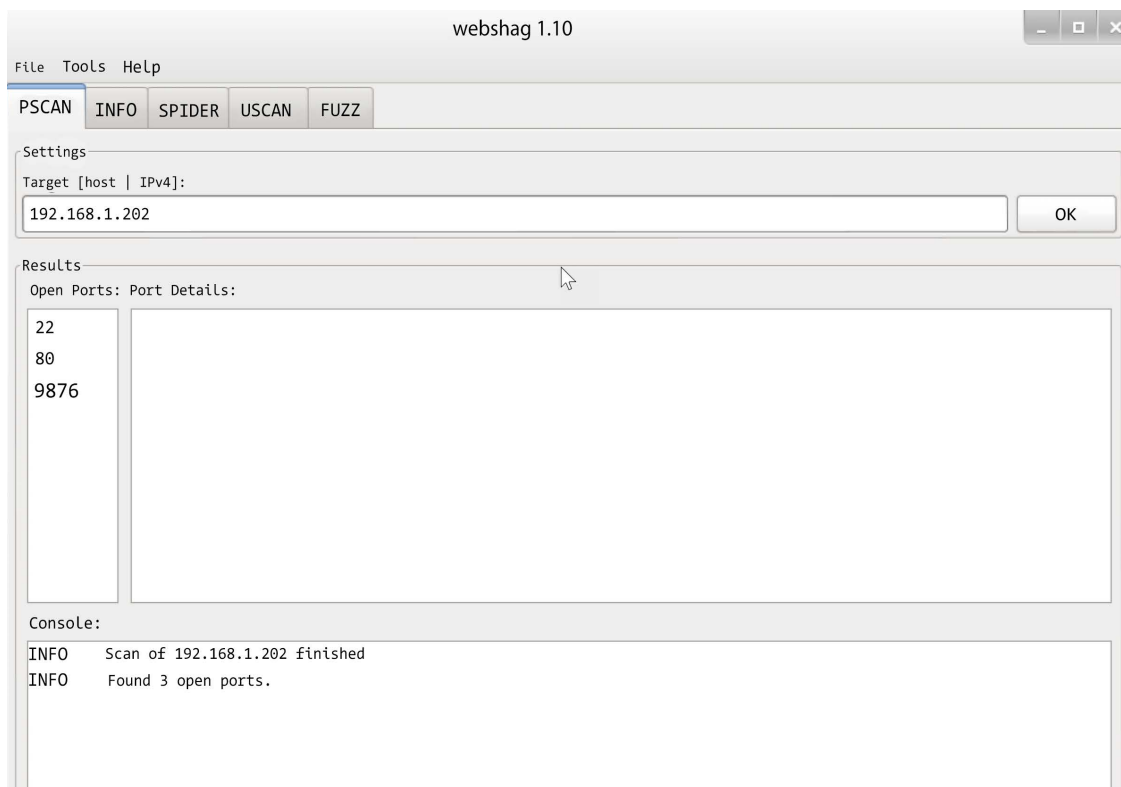 webshag 1.10
File Tools Help
PSCAN INFO SPIDER USCAN FUZZ
Settings
Target [host | IPv4]:
192.168.1.202
OK
Results
Open Ports: Port Details:
22
80
9876
Console:
INFO Scan of 192.168.1.202 finished
INFO Found 3 open ports.